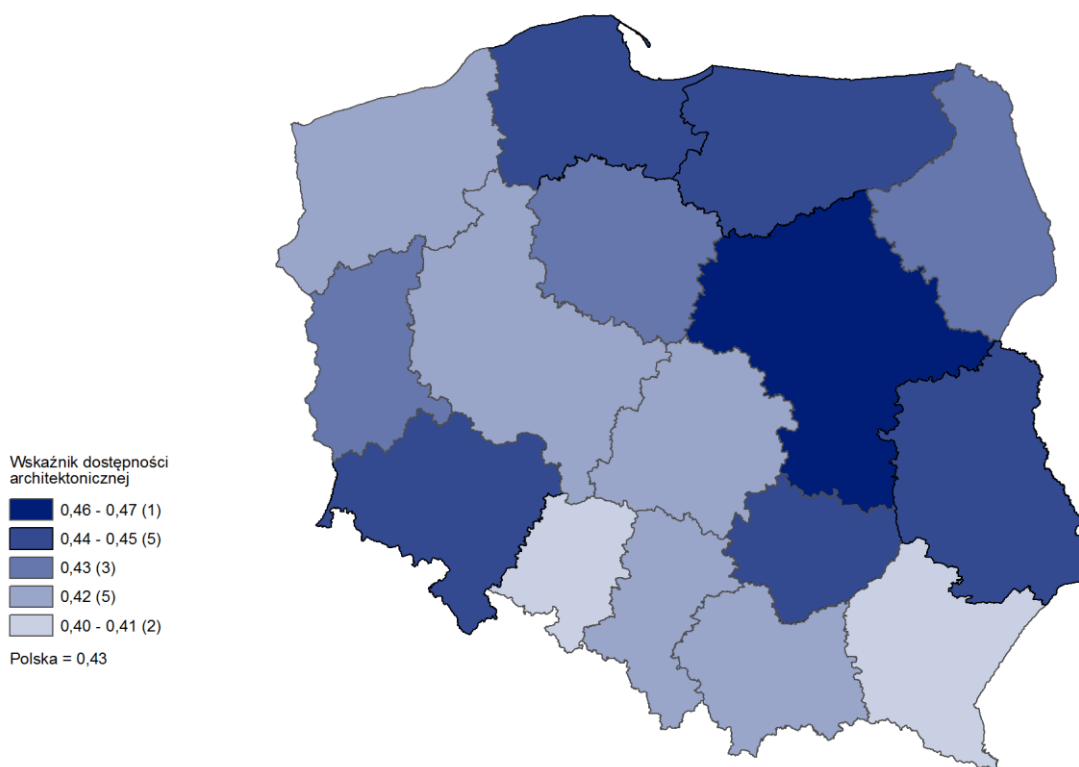 Wskaźnik dostępności
architektonicznej
0,46 - 0,47 (1)
0,44 - 0,45 (5)
0,43 (3)
0,42 (5)
0,40 - 0,41 (2)
Polska = 0,43